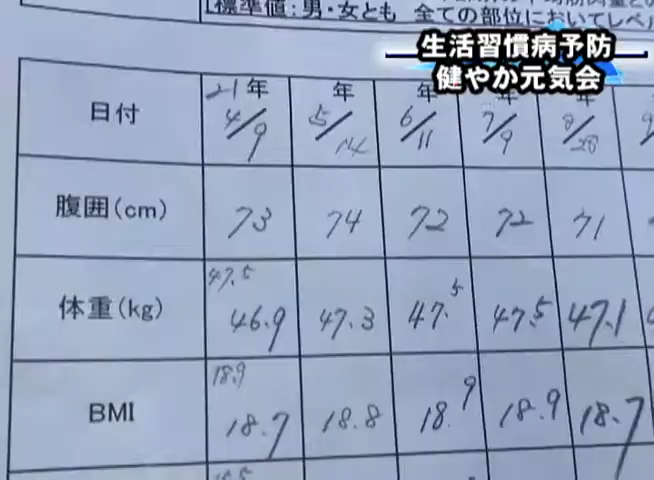 標準値：男・女とも 全ての部位においてレベル
生活習慣病予防
健やか元気会
日付 21年 4/9 年 5/14 年 6/11 年 7/9 年 8/28
腹囲(cm) 73 74 72 72 71
47.5
体重(kg) 46.9 47.3 47.5 47.5 47.1
18.9
BMI 18.7 18.8 18.9 18.9 18.7